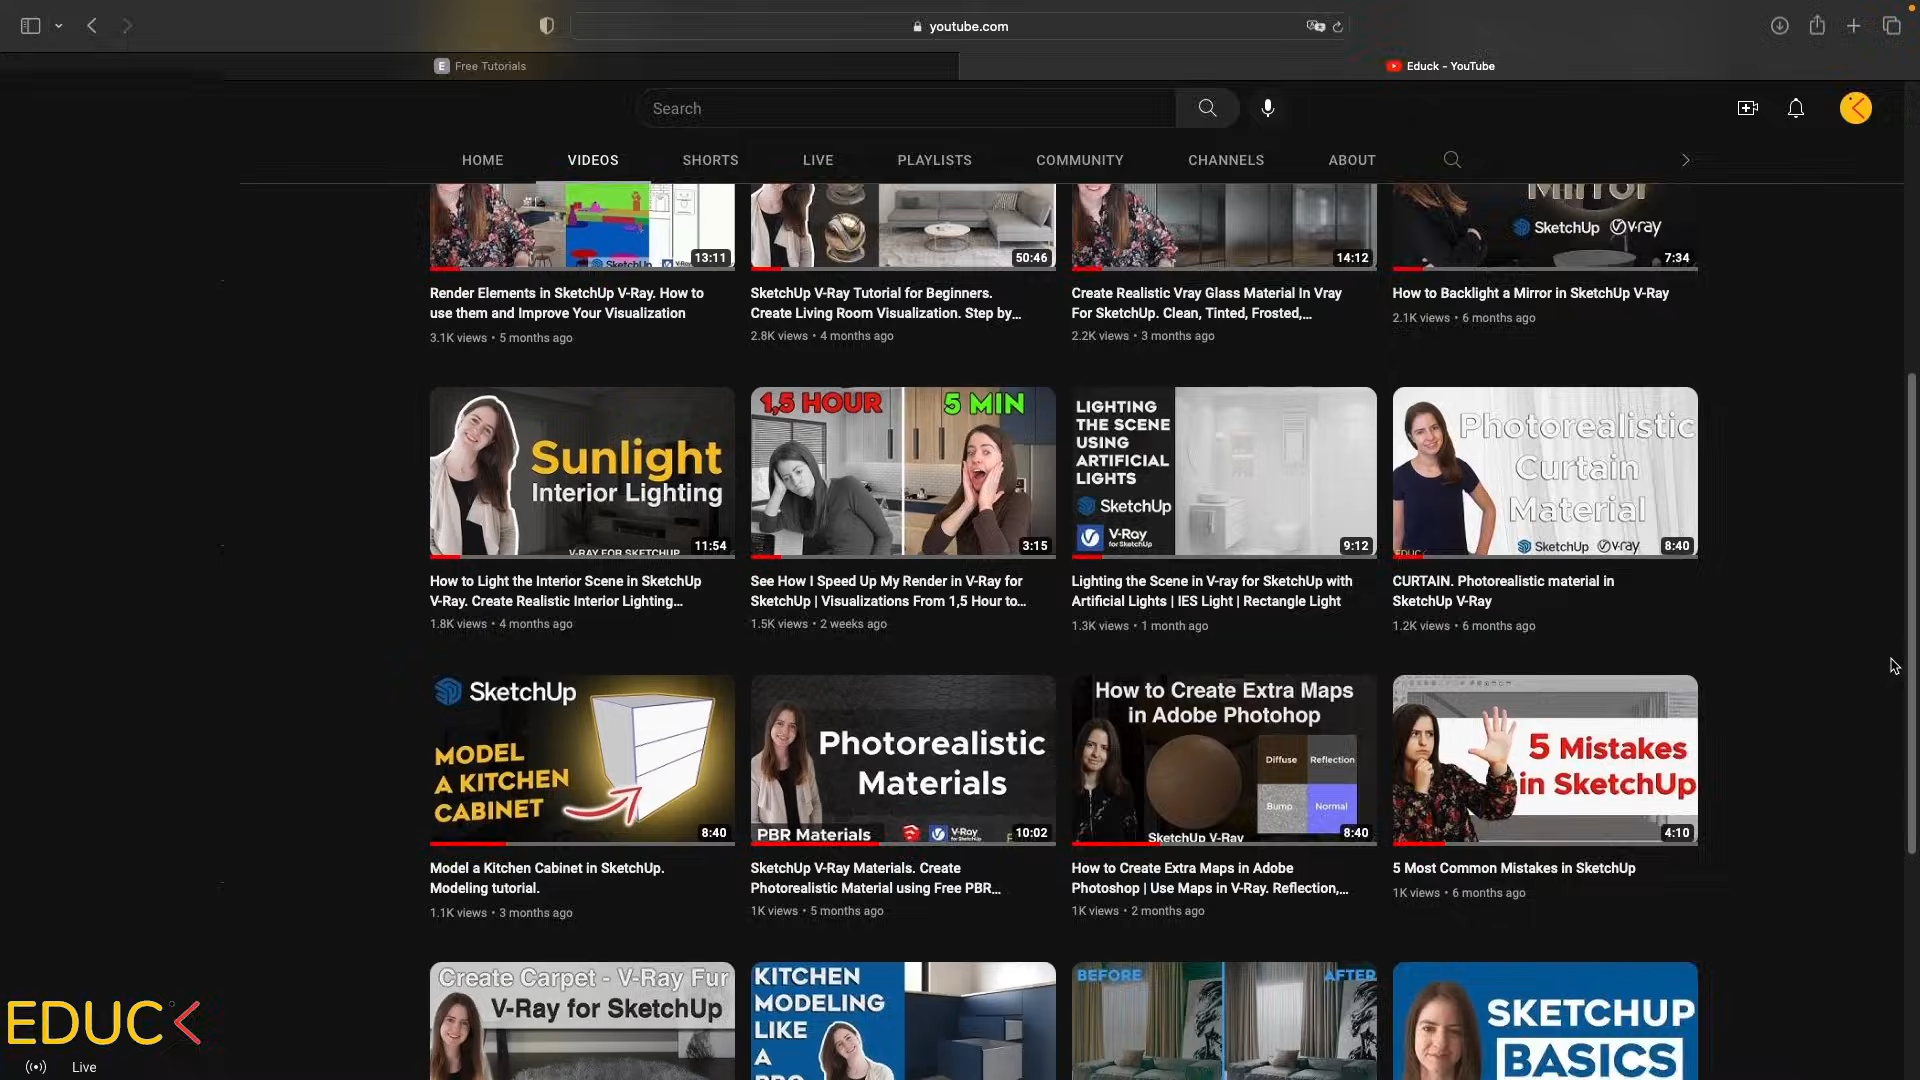 youtube.com
E Free Tutorials
Educk - YouTube
Search
HOME
VIDEOS
SHORTS
LIVE
PLAYLISTS
COMMUNITY
CHANNELS
ABOUT
SketchUp
13:11
50:46
14:12
Mirror
SketchUp v-ray
7:34
Render Elements in SketchUp V-Ray. How to
use them and Improve Your Visualization
3.1K views • 5 months ago
SketchUp V-Ray Tutorial for Beginners.
Create Living Room Visualization. Step by...
2.8K views • 4 months ago
Create Realistic Vray Glass Material In Vray
For SketchUp. Clean, Tinted, Frosted,...
2.2K views • 3 months ago
How to Backlight a Mirror in SketchUp V-Ray
2.1K views • 6 months ago
Sunlight
Interior Lighting
V-RAY FOR SKETCHUP
11:54
1,5 HOUR
5 MIN
3:15
LIGHTING
THE SCENE
USING
ARTIFICIAL
LIGHTS
SketchUp
V-Ray
for SketchUp
9:12
Photorealistic
Curtain
Material
EDUC
SketchUp v-ray
8:40
How to Light the Interior Scene in SketchUp
V-Ray. Create Realistic Interior Lighting...
1.8K views • 4 months ago
See How I Speed Up My Render in V-Ray for
SketchUp | Visualizations From 1,5 Hour to...
1.5K views • 2 weeks ago
Lighting the Scene in V-ray for SketchUp with
Artificial Lights | IES Light | Rectangle Light
1.3K views • 1 month ago
CURTAIN. Photorealistic material in
SketchUp V-Ray
1.2K views • 6 months ago
SketchUp
MODEL
A KITCHEN
CABINET
8:40
Photorealistic
Materials
PBR Materials
V-Ray
for SketchUp
10:02
How to Create Extra Maps
in Adobe Photohop
Diffuse
Reflection
Bump
Normal
SketchUp V-Ray
8:40
5 Mistakes
in SketchUp
4:10
Model a Kitchen Cabinet in SketchUp.
Modeling tutorial.
1.1K views • 3 months ago
SketchUp V-Ray Materials. Create
Photorealistic Material using Free PBR...
1K views • 5 months ago
How to Create Extra Maps in Adobe
Photoshop | Use Maps in V-Ray. Reflection,...
1K views • 2 months ago
5 Most Common Mistakes in SketchUp
1K views • 6 months ago
Create Carpet - V-Ray Fur
V-Ray for SketchUp
KITCHEN
MODELING
LIKE
A
PRO
BEFORE
AFTER
SKETCHUP
BASICS
EDUCK
Live